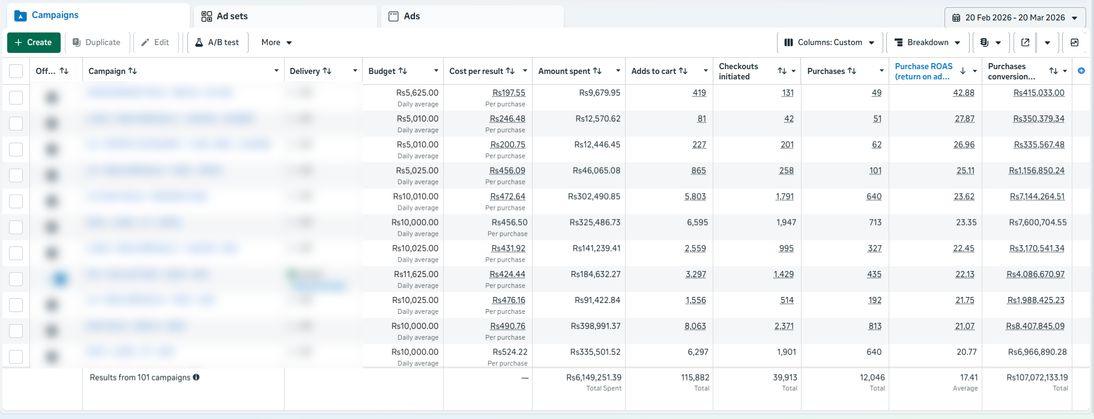 Campaigns
Ad sets
Ads
20 Feb 2026 - 20 Mar 2026
+ Create
Duplicate
Edit
A/B test
More
Columns: Custom
Breakdown
Off... Campaign Delivery Budget Cost per result Amount spent Adds to cart Checkouts initiated Purchases Purchase ROAS (return on ad... Purchases conversion...
Rs5,625.00 Rs197.55 Rs9,679.95 419 131 49 42.88 Rs415,033.00
Daily average Per purchase
Rs5,010.00 Rs246.48 Rs12,570.62 81 42 51 27.87 Rs350,379.34
Daily average Per purchase
Rs5,010.00 Rs200.75 Rs12,446.45 227 201 62 26.96 Rs335,567.48
Daily average Per purchase
Rs5,025.00 Rs456.09 Rs46,065.08 865 258 101 25.11 Rs1,156,850.24
Daily average Per purchase
Rs10,010.00 Rs472.64 Rs302,490.85 5,803 1,791 640 23.62 Rs7,144,264.51
Daily average Per purchase
Rs10,000.00 Rs456.50 Rs325,486.73 6,595 1,947 713 23.35 Rs7,600,704.55
Daily average Per purchase
Rs10,025.00 Rs431.92 Rs141,239.41 2,559 995 327 22.45 Rs3,170,541.34
Daily average Per purchase
Rs11,625.00 Rs424.44 Rs184,632.27 3,297 1,429 435 22.13 Rs4,086,670.97
Daily average Per purchase
Rs10,025.00 Rs476.16 Rs91,422.84 1,556 514 192 21.75 Rs1,988,425.23
Daily average Per purchase
Rs10,000.00 Rs490.76 Rs398,991.37 8,063 2,371 813 21.07 Rs8,407,845.09
Daily average Per purchase
Rs10,000.00 Rs524.22 Rs335,501.52 6,297 1,901 640 20.77 Rs6,966,890.28
Daily average Per purchase
Results from 101 campaigns — Rs6,149,251.39 115,882 39,913 12,046 17.41 Rs107,072,133.19
Total Spent Total Total Total Average Total